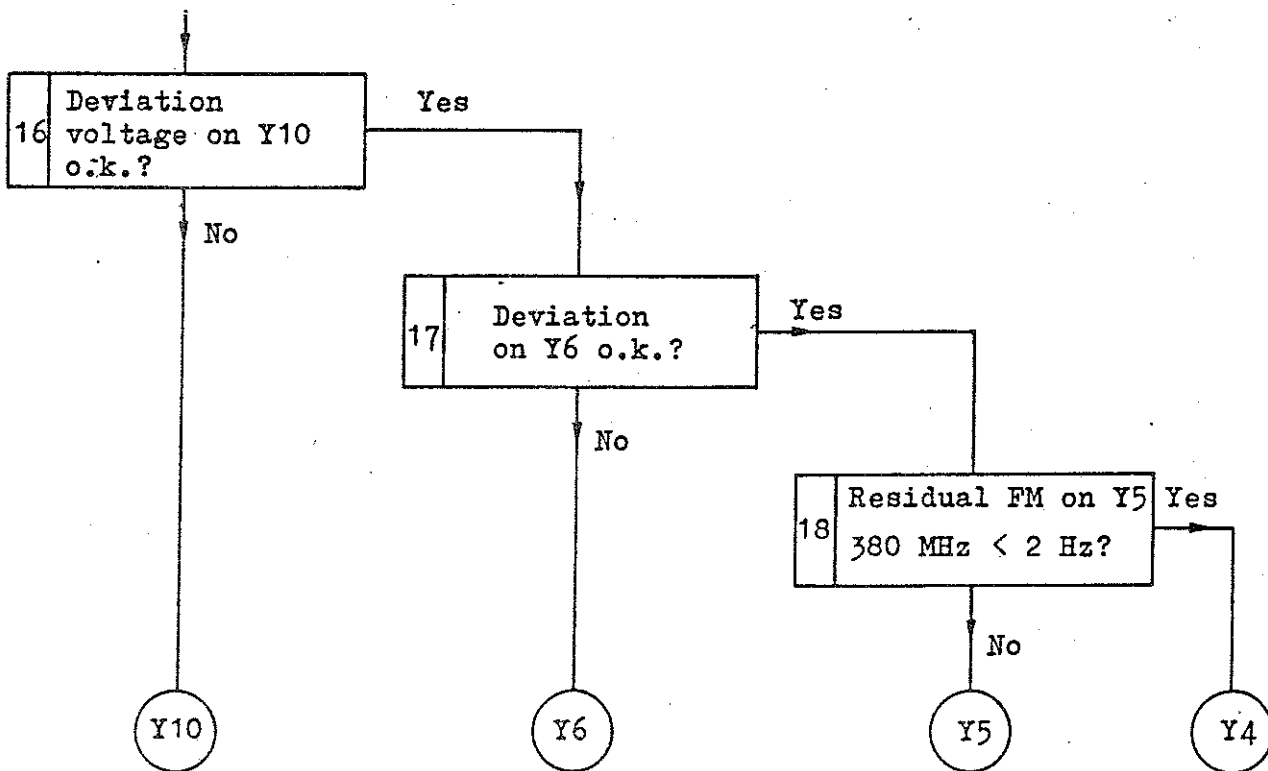 16
Deviation
voltage on Y10
o.k.?
Yes
No
17
Deviation
on Y6 o.k.?
Yes
No
18
Residual FM on Y5
380 MHz < 2 Hz?
Yes
No
Y10
Y6
Y5
Y4